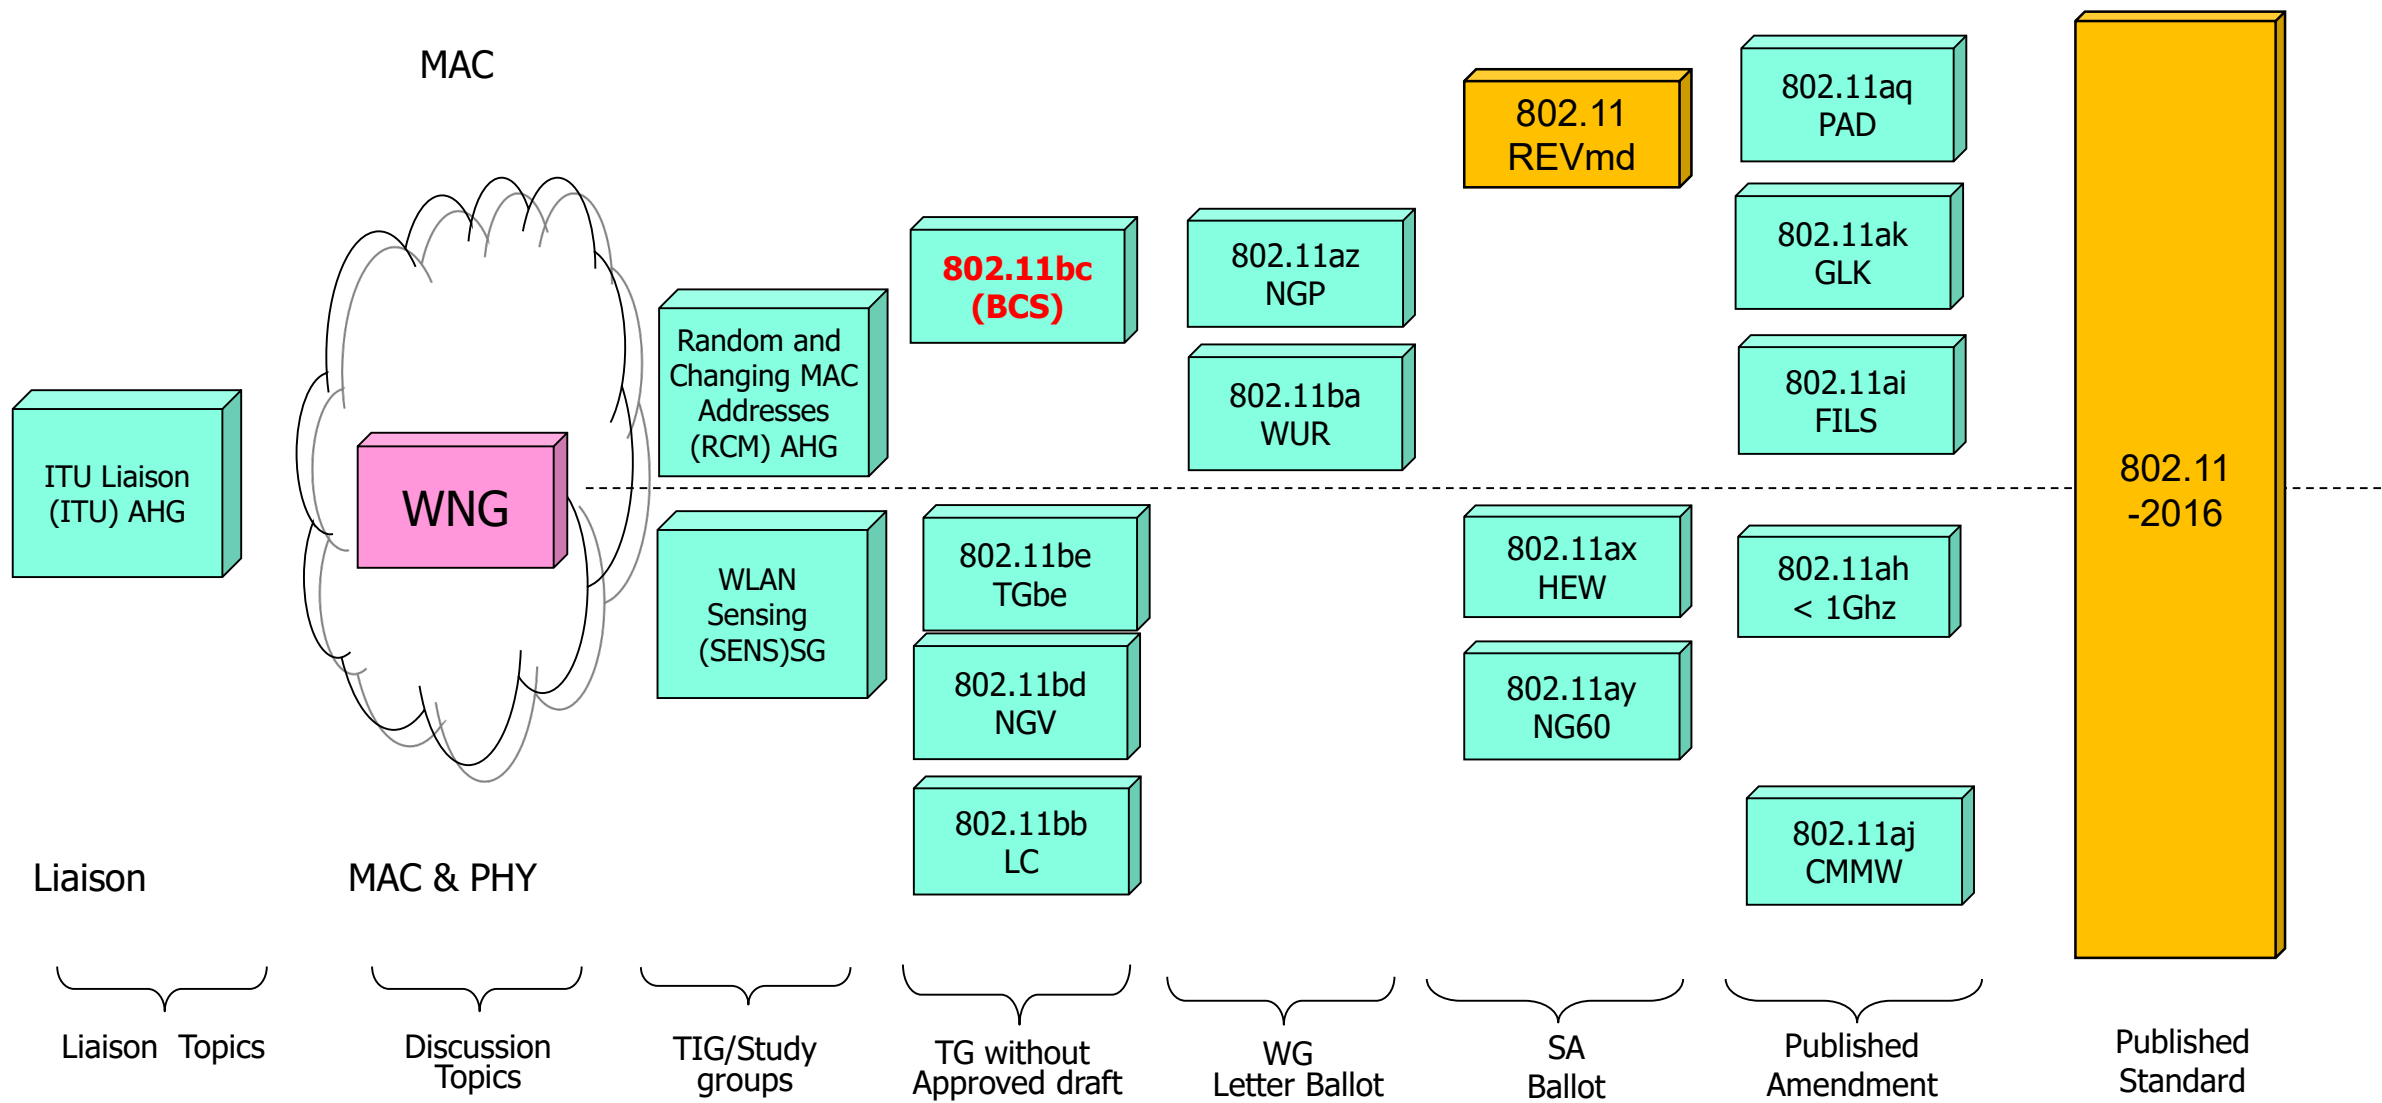 MAC
802.11
REVmd
802.11aq
PAD
802.11ak
GLK
802.11bc
(BCS)
802.11az
NGP
Random and
Changing MAC
Addresses
(RCM) AHG
802.11ba
WUR
802.11ai
FILS
ITU Liaison
(ITU) AHG
WNG
802.11
-2016
WLAN
Sensing
(SENS)SG
802.11be
TGbe
802.11ax
HEW
802.11ah
< 1Ghz
802.11bd
NGV
802.11ay
NG60
802.11bb
LC
802.11aj
CMMW
Liaison
MAC & PHY
Liaison Topics
Discussion
Topics
TIG/Study
groups
TG without
Approved draft
WG
Letter Ballot
SA
Ballot
Published
Amendment
Published
Standard